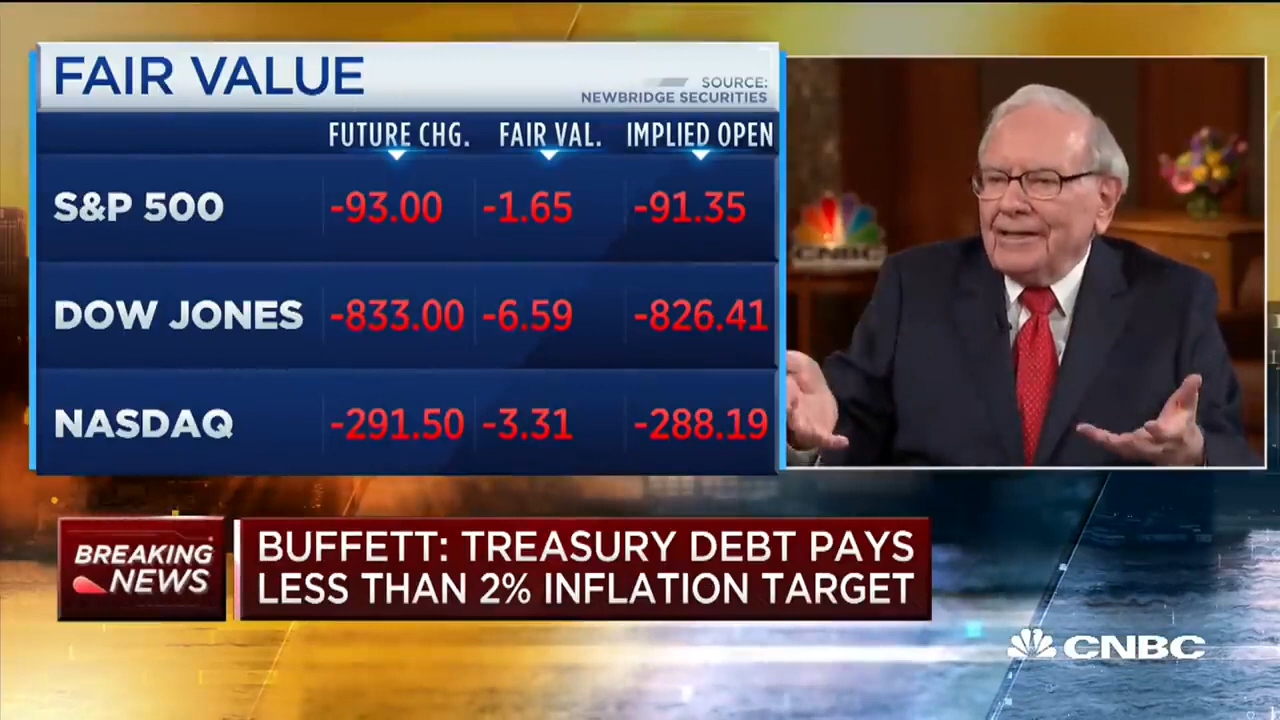 FAIR VALUE
SOURCE:
NEWBRIDGE SECURITIES
FUTURE CHG. FAIR VAL. IMPLIED OPEN
S&P 500 -93.00 -1.65 -91.35
DOW JONES -833.00 -6.59 -826.41
NASDAQ -291.50 -3.31 -288.19
CNBC
BREAKING NEWS
BUFFETT: TREASURY DEBT PAYS
LESS THAN 2% INFLATION TARGET
CNBC